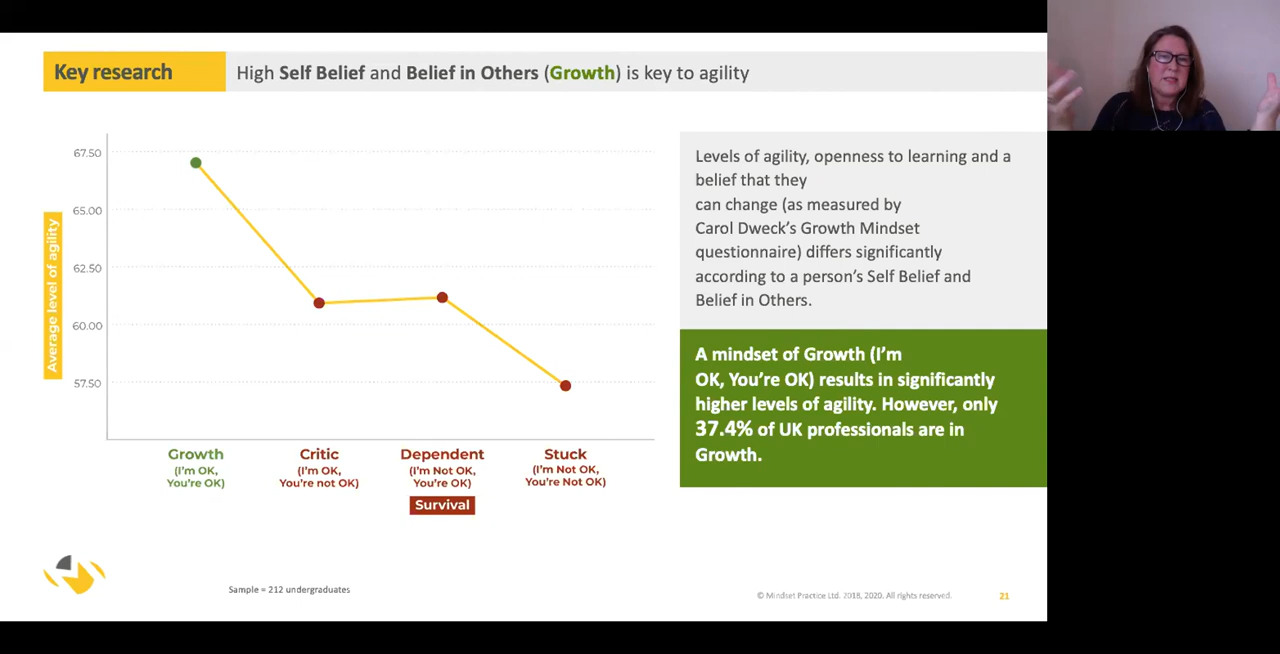 Key research
High Self Belief and Belief in Others (Growth) is key to agility
Average level of agility
67.50
65.00
62.50
60.00
57.50
Growth
(I'm OK,
You're OK)
Critic
(I'm OK,
You're not OK)
Dependent
(I'm Not OK,
You're OK)
Stuck
(I'm Not OK,
You're Not OK)
Survival
Levels of agility, openness to learning and a
belief that they
can change (as measured by
Carol Dweck's Growth Mindset
questionnaire) differs significantly
according to a person's Self Belief and
Belief in Others.
A mindset of Growth (I'm
OK, You're OK) results in significantly
higher levels of agility. However, only
37.4% of UK professionals are in
Growth.
Sample = 212 undergraduates
© Mindset Practice Ltd. 2018, 2020. All rights reserved.
21